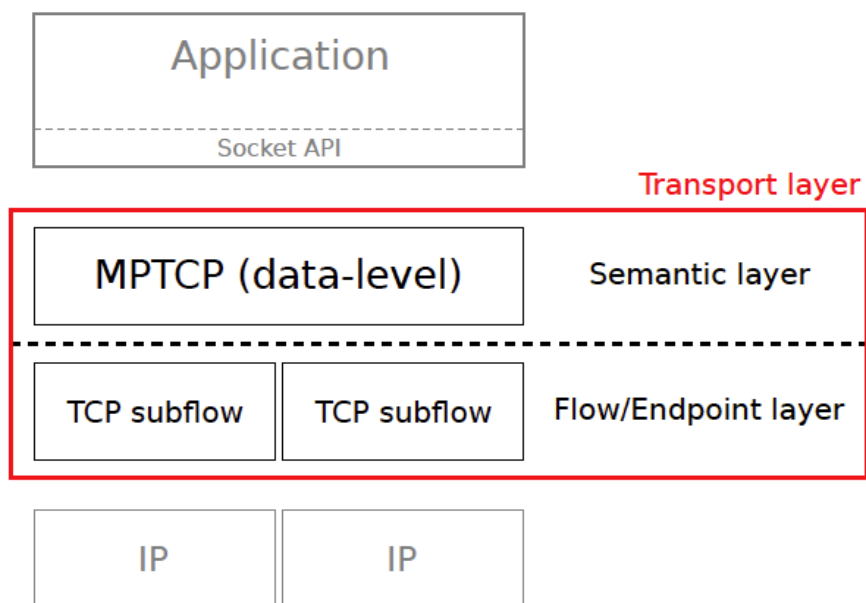 Application
Socket API
Transport layer
MPTCP (data-level)
Semantic layer
TCP subflow
TCP subflow
Flow/Endpoint layer
IP
IP